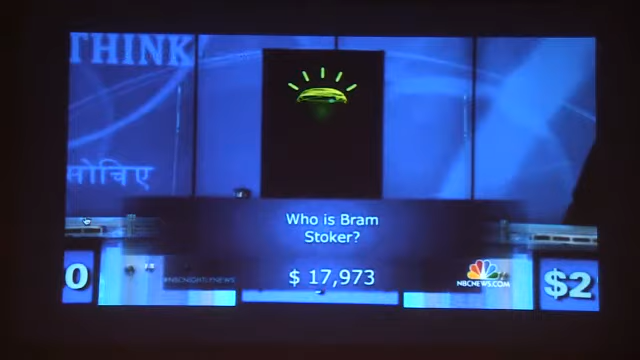 THINK
सोचिए
Who is Bram
Stoker?
$ 17,973
#NBCNIGHTLYNEWS
NBCNEWS.COM
0
$2